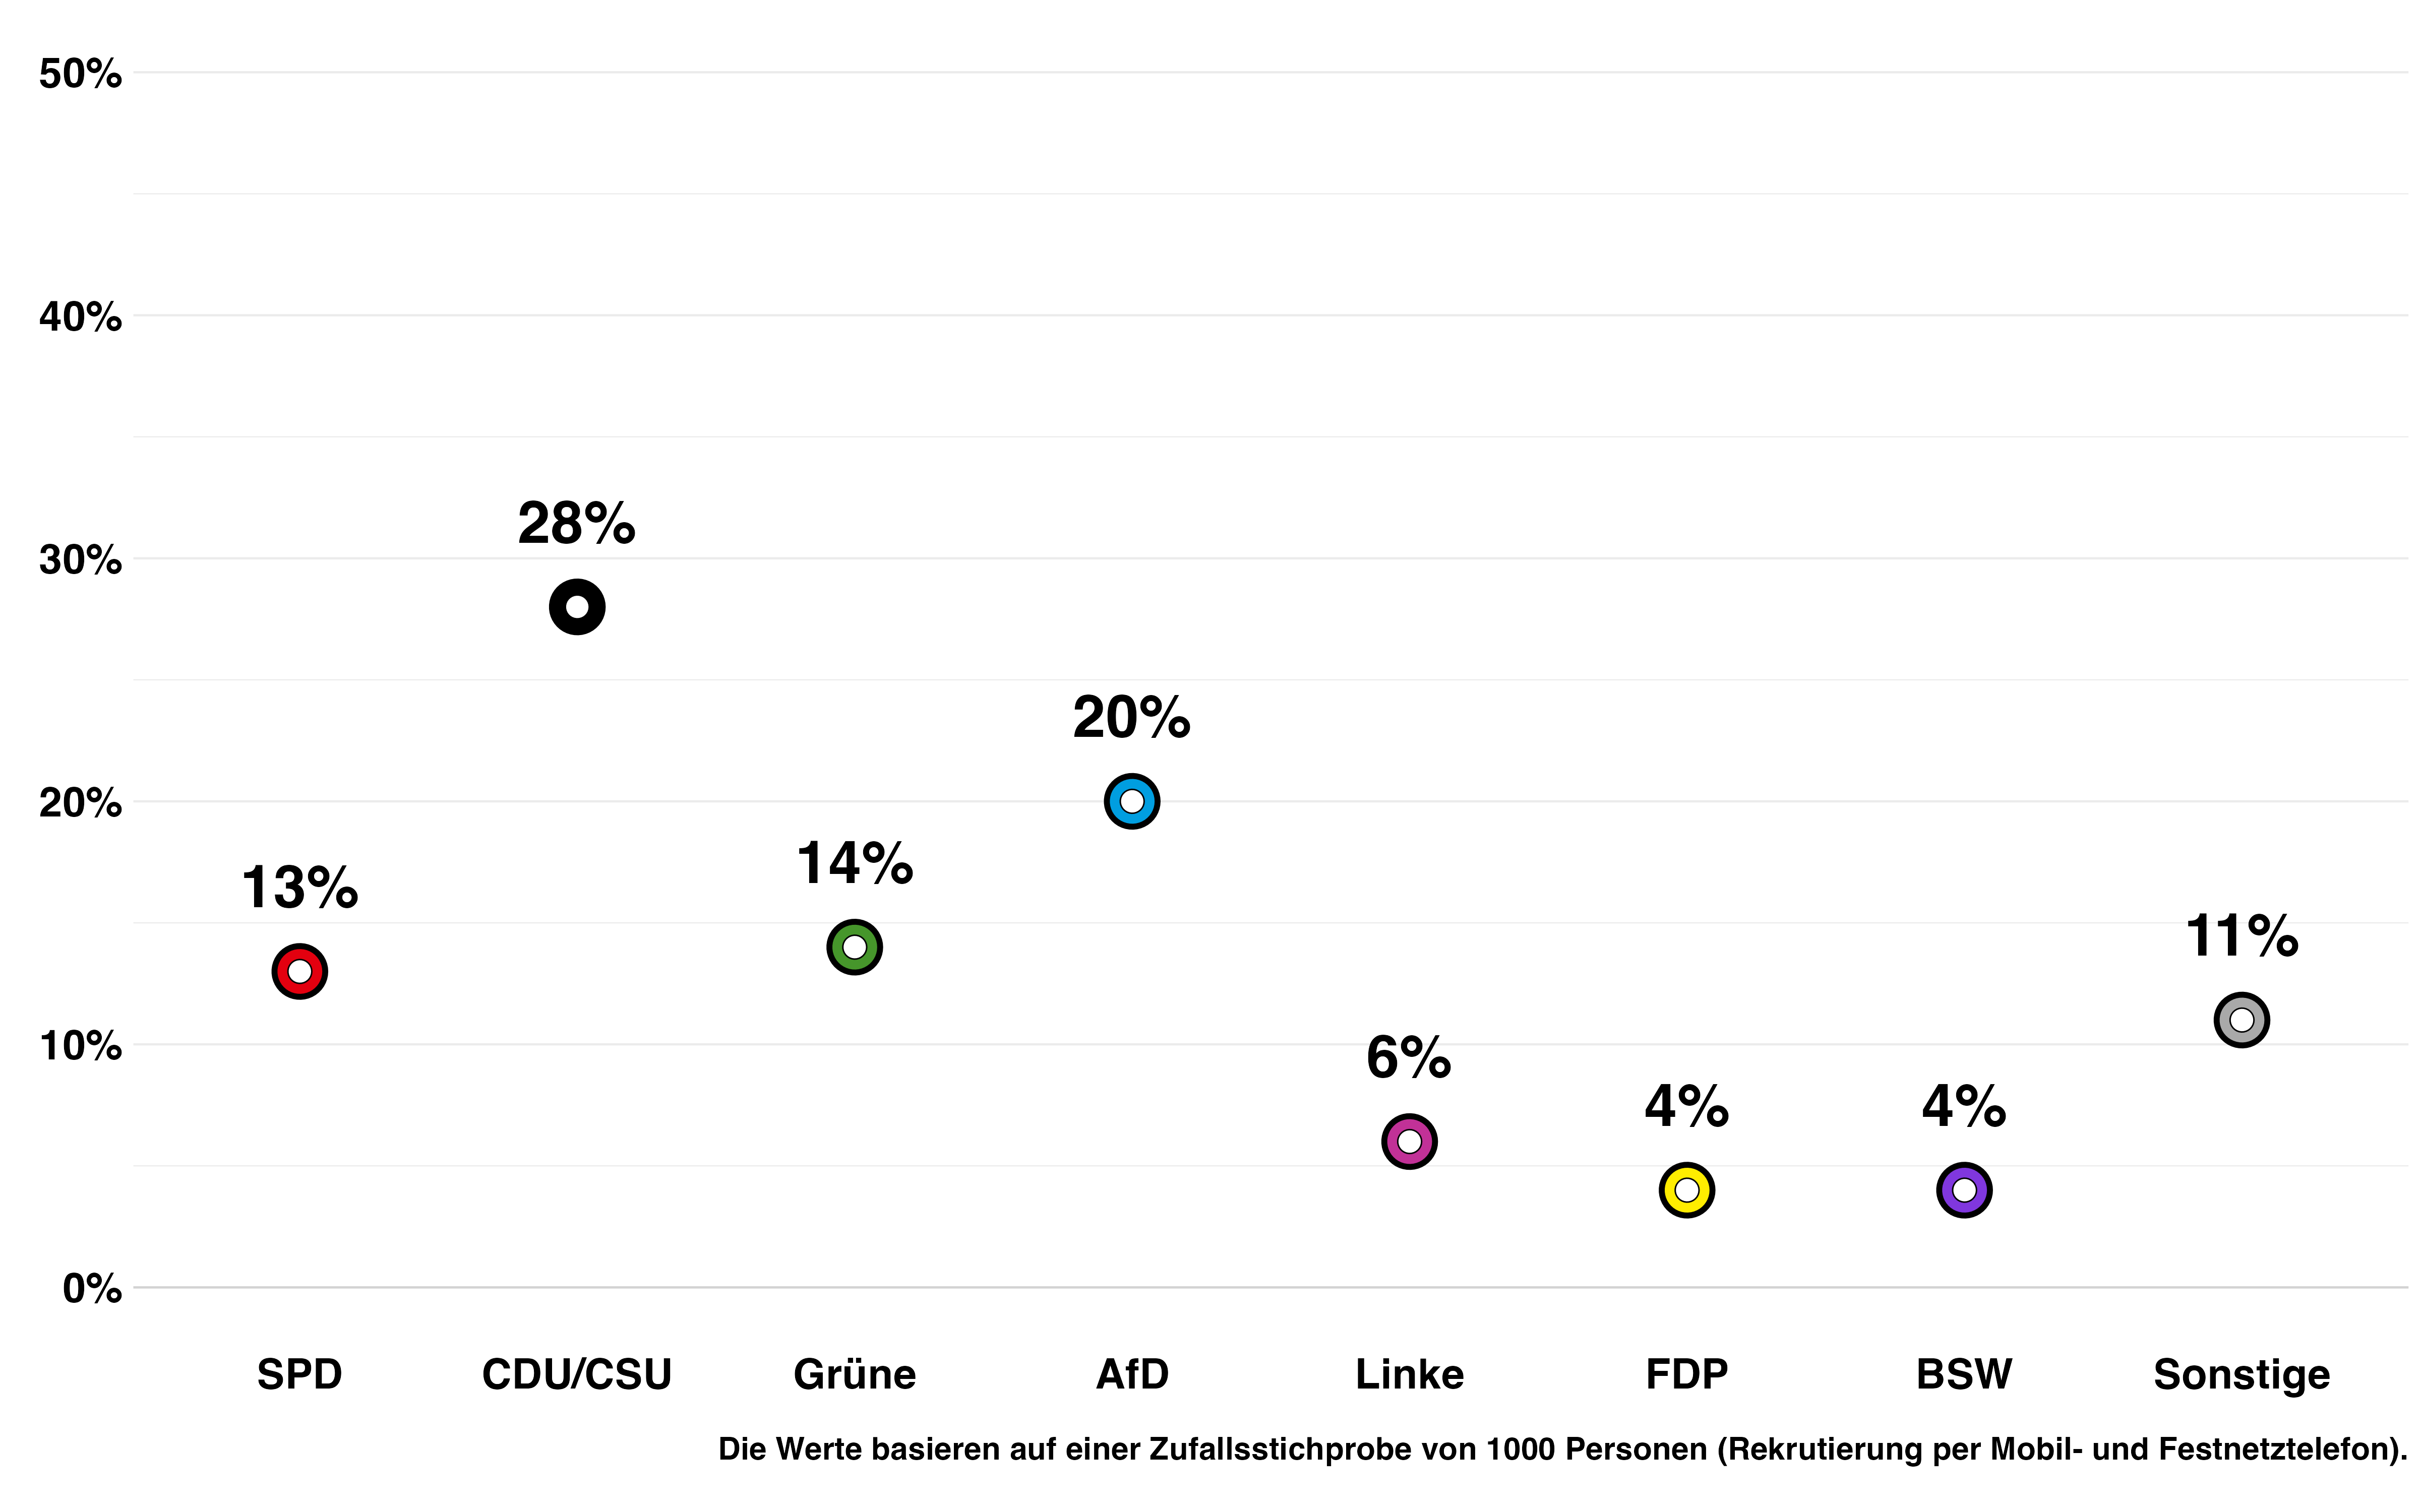 50%
40%
30%
20%
10%
0%
13%
28%
14%
20%
6%
4%
4%
11%
SPD
CDU/CSU
Grüne
AfD
Linke
FDP
BSW
Sonstige
Die Werte basieren auf einer Zufallsstichprobe von 1000 Personen (Rekrutierung per Mobil- und Festnetztelefon).